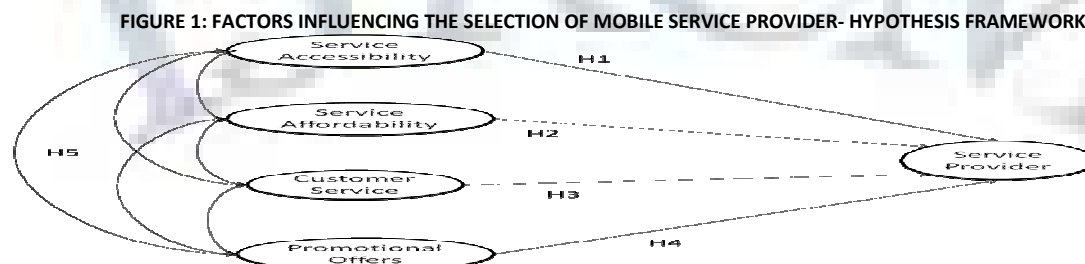 FIGURE 1: FACTORS INFLUENCING THE SELECTION OF MOBILE SERVICE PROVIDER- HYPOTHESIS FRAMEWORK
Service
Accessibility
H1
Service
Affordability
H2
H5
Service
Provider
Customer
Service
H3
H4
Promotional
Offers